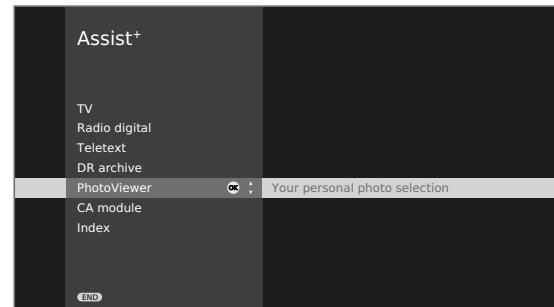 Assist+
TV
Radio digital
Teletext
DR archive
PhotoViewer OK Your personal photo selection
CA module
Index
END